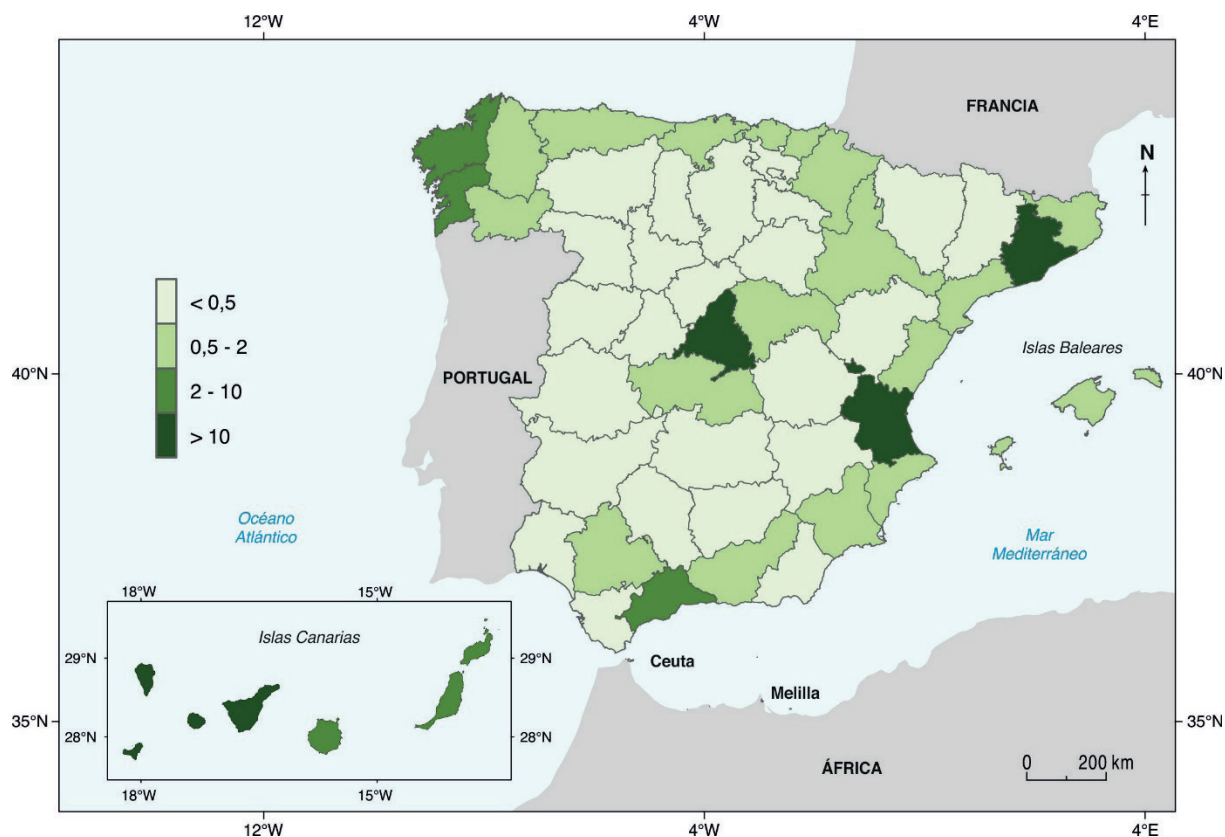 12°W
4°W
4°E
FRANCIA
N
< 0,5
0,5 - 2
2 - 10
> 10
Islas Baleares
40°N
PORTUGAL
40°N
Océano
Atlántico
Mar
Mediterráneo
18°W
15°W
Islas Canarias
29°N
29°N
Ceuta
Melilla
35°N
28°N
28°N
35°N
ÁFRICA
0
200 km
18°W
15°W
12°W
4°W
4°E